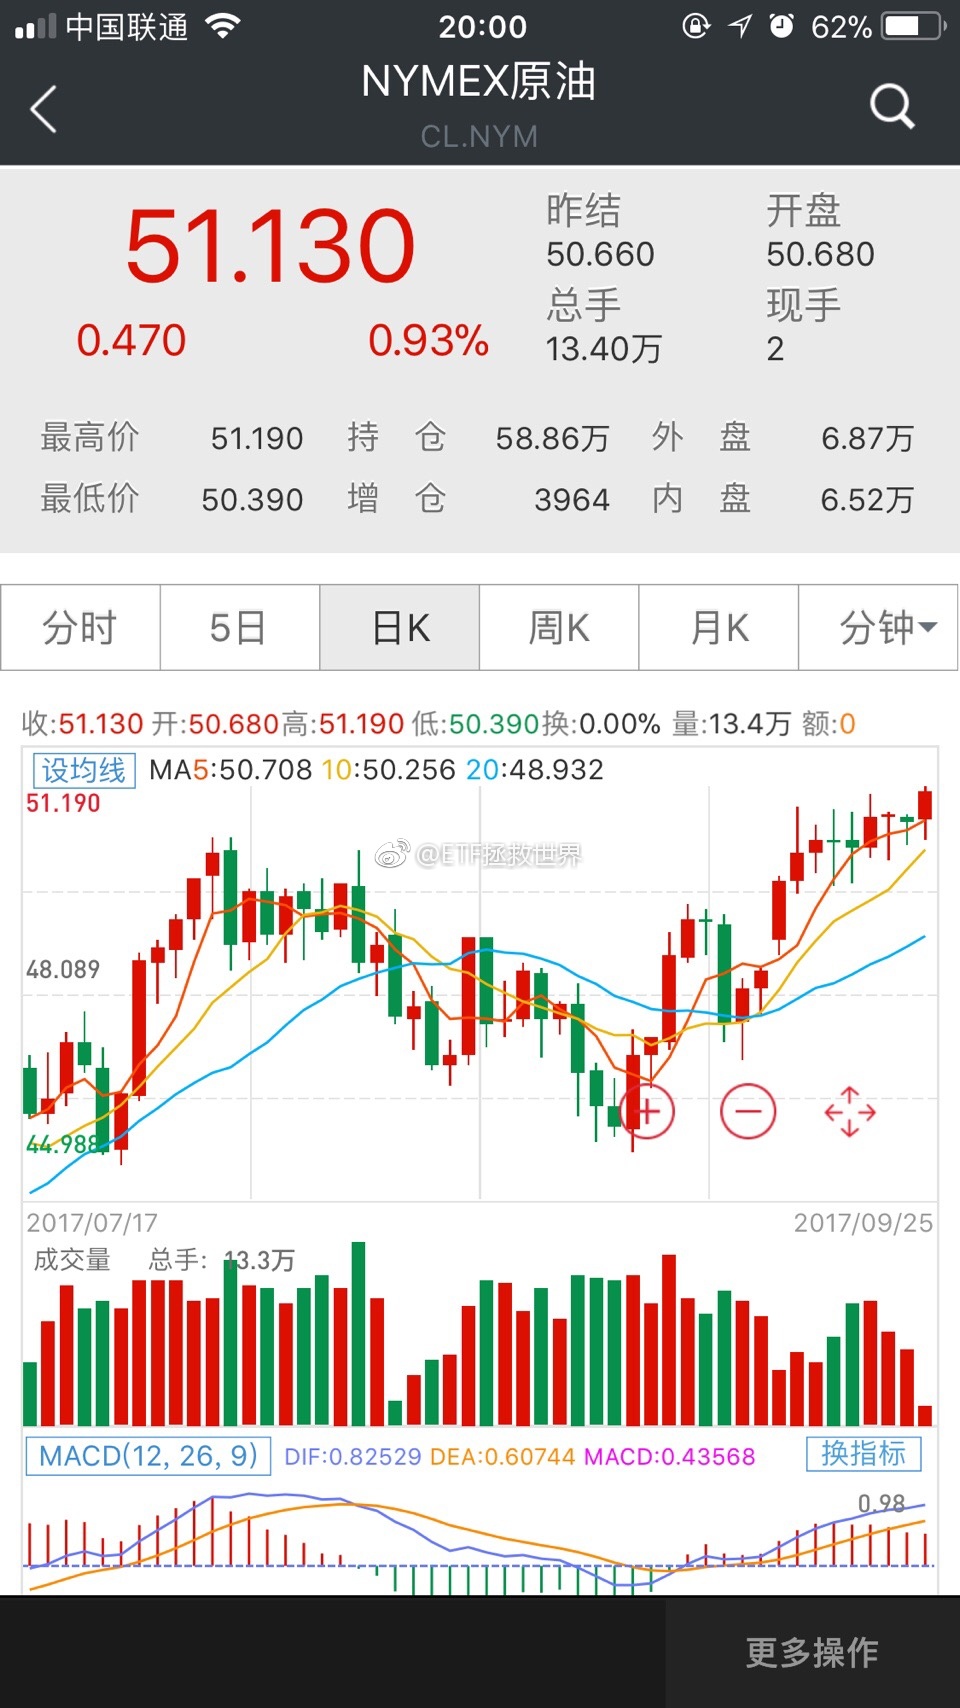 中国联通 20:00 62%
NYMEX原油
CL.NYM
51.130
0.470 0.93%
昨结 开盘
50.660 50.680
总手 现手
13.40万 2
最高价 51.190 持仓 58.86万 外盘 6.87万
最低价 50.390 增仓 3964 内盘 6.52万
分时 5日 日K 周K 月K 分钟
收:51.130 开:50.680 高:51.190 低:50.390 换:0.00% 量:13.4万 额:0
设均线 MA5:50.708 10:50.256 20:48.932
51.190
@ETF拯救世界
48.089
44.988
2017/07/17 2017/09/25
成交量 总手: 13.3万
MACD(12, 26, 9) DIF:0.82529 DEA:0.60744 MACD:0.43568 换指标
0.98
更多操作